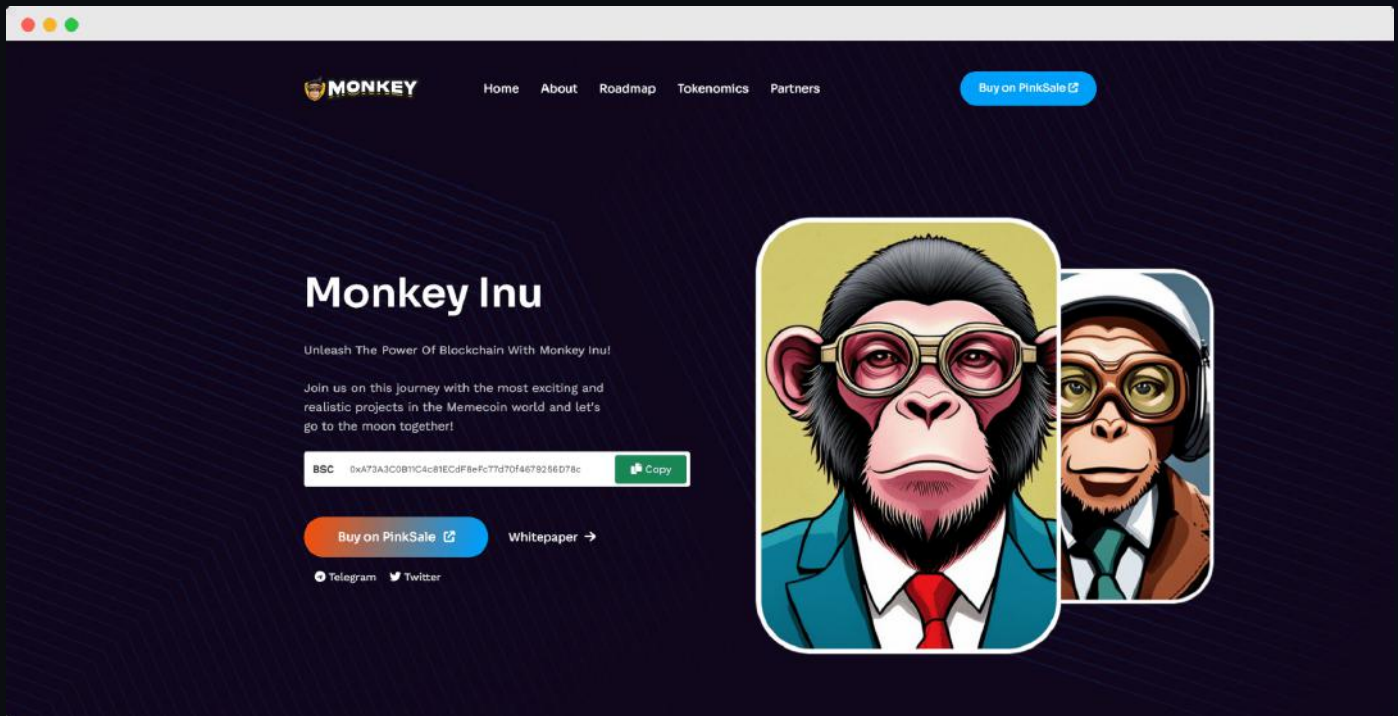 MONKEY
Home About Roadmap Tokenomics Partners
Buy on PinkSale
Monkey Inu
Unleash The Power Of Blockchain With Monkey Inu!
Join us on this journey with the most exciting and
realistic projects in the Memecoin world and let's
go to the moon together!
BSC 0xA73A3C0B11C4c81ECdF8eFc77d70f4679256D78c Copy
Buy on PinkSale Whitepaper
Telegram Twitter